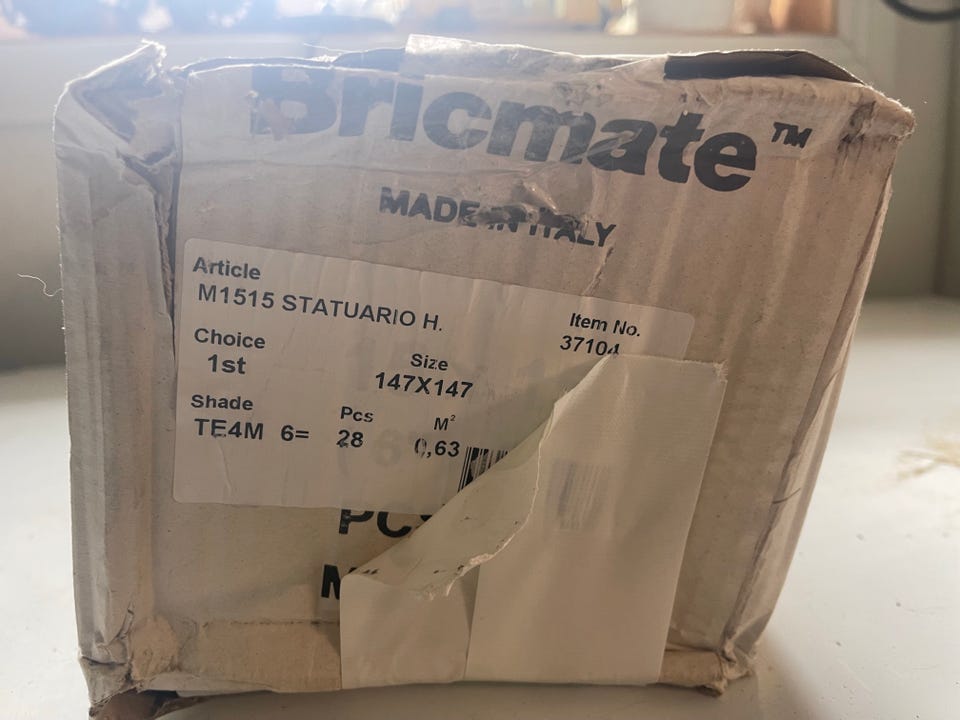 Bricmate™
MADE IN ITALY
Article
M1515 STATUARIO H.
Item No.
37104
Choice
1st
Size
147X147
Shade
TE4M 6=
Pcs
28
M²
0,63